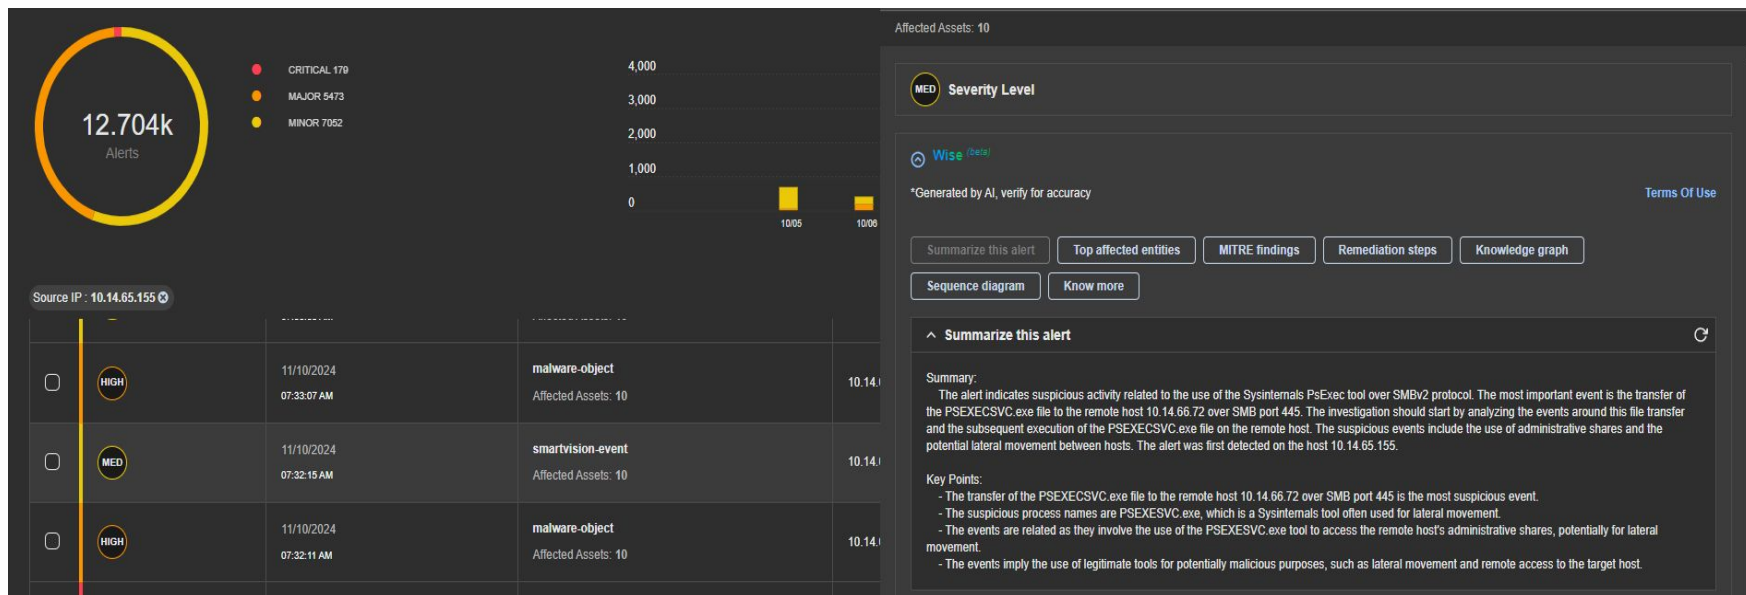 12.704k
Alerts
CRITICAL 179
MAJOR 5473
MINOR 7052
4,000
3,000
2,000
1,000
0
10/05
10/06
Source IP : 10.14.65.155
11/10/2024
07:33:07 AM
HIGH
malware-object
Affected Assets: 10
10.14.
11/10/2024
07:32:15 AM
MED
smartvision-event
Affected Assets: 10
10.14.
11/10/2024
07:32:11 AM
HIGH
malware-object
Affected Assets: 10
10.14.
Affected Assets: 10
MED Severity Level
Wise (beta)
*Generated by AI, verify for accuracy
Terms Of Use
Summarize this alert
Top affected entities
MITRE findings
Remediation steps
Knowledge graph
Sequence diagram
Know more
Summarize this alert
Summary:
The alert indicates suspicious activity related to the use of the Sysinternals PsExec tool over SMBv2 protocol. The most important event is the transfer of
the PSEXECSVC.exe file to the remote host 10.14.66.72 over SMB port 445. The investigation should start by analyzing the events around this file transfer
and the subsequent execution of the PSEXECSVC.exe file on the remote host. The suspicious events include the use of administrative shares and the
potential lateral movement between hosts. The alert was first detected on the host 10.14.65.155.
Key Points:
- The transfer of the PSEXECSVC.exe file to the remote host 10.14.66.72 over SMB port 445 is the most suspicious event.
- The suspicious process names are PSEXESVC.exe, which is a Sysinternals tool often used for lateral movement.
- The events are related as they involve the use of the PSEXESVC.exe tool to access the remote host's administrative shares, potentially for lateral
movement.
- The events imply the use of legitimate tools for potentially malicious purposes, such as lateral movement and remote access to the target host.